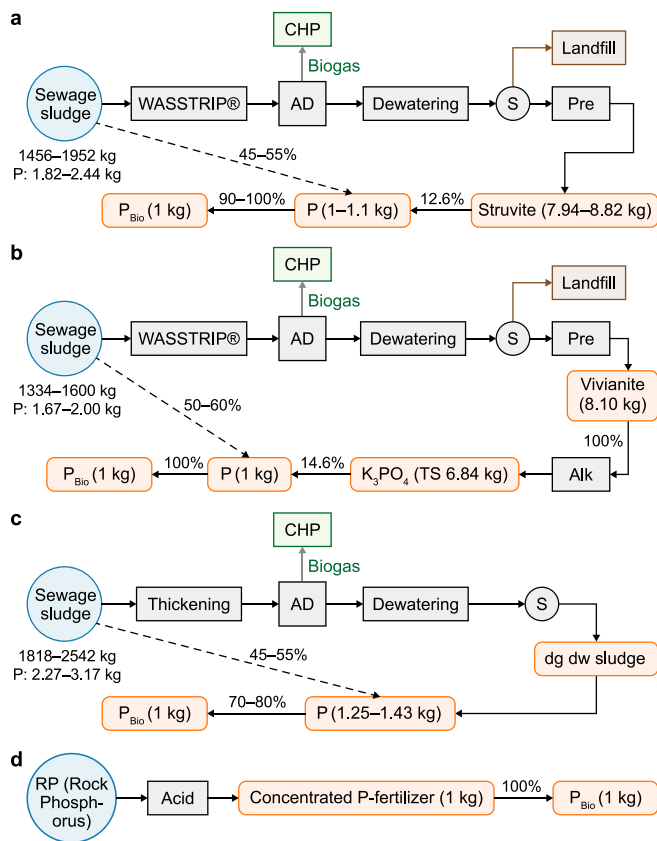 a
CHP
Biogas
Landfill
Sewage
sludge
WASSTRIP®
AD
Dewatering
S
Pre
1456–1952 kg
P: 1.82–2.44 kg
45–55%
P_Bio (1 kg)
90–100%
P (1–1.1 kg)
12.6%
Struvite (7.94–8.82 kg)
b
CHP
Biogas
Landfill
Sewage
sludge
WASSTRIP®
AD
Dewatering
S
Pre
1334–1600 kg
P: 1.67–2.00 kg
50–60%
Vivianite
(8.10 kg)
100%
P_Bio (1 kg)
100%
P (1 kg)
14.6%
K₃PO₄ (TS 6.84 kg)
Alk
c
CHP
Biogas
Sewage
sludge
Thickening
AD
Dewatering
S
1818–2542 kg
P: 2.27–3.17 kg
45–55%
dg dw sludge
P_Bio (1 kg)
70–80%
P (1.25–1.43 kg)
d
RP (Rock
Phosph-
orus)
Acid
Concentrated P-fertilizer (1 kg)
100%
P_Bio (1 kg)